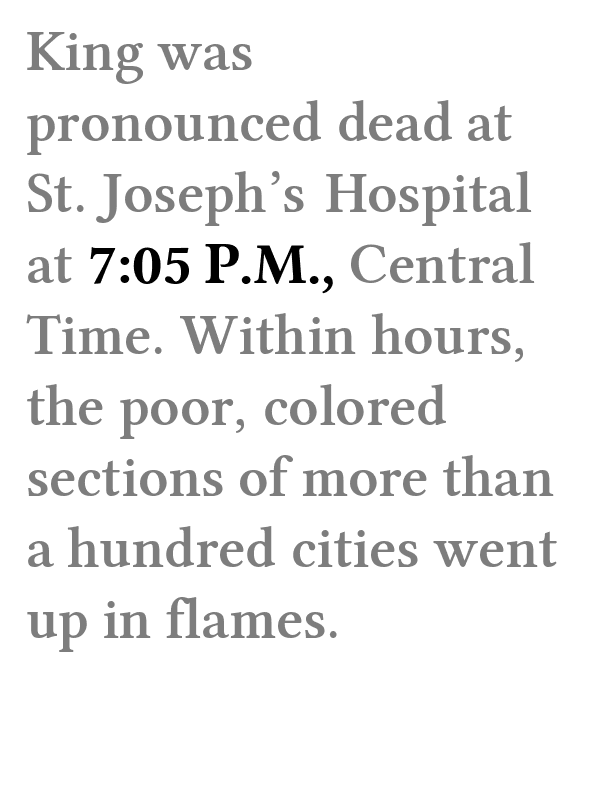 King was
pronounced dead at
St. Joseph’s Hospital
at 7:05 P.M., Central
Time. Within hours,
the poor, colored
sections of more than
a hundred cities went
up in flames.